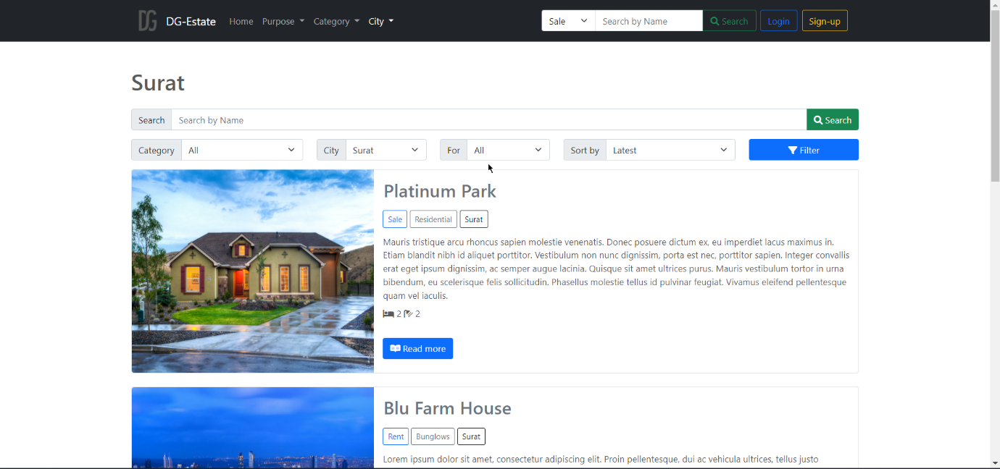 DG DG-Estate Home Purpose Category City Sale Search by Name Search Login Sign-up
Surat
Search Search by Name Search
Category All City Surat For All Sort by Latest Filter
Platinum Park
Sale Residential Surat
Mauris tristique arcu rhoncus sapien molestie venenatis. Donec posuere dictum ex, eu imperdiet lacus maximus in.
Etiam blandit nibh id aliquet porttitor. Vestibulum non nunc dignissim, porta est nec, porttitor sapien. Integer convallis
erat eget ipsum dignissim, ac semper augue lacinia. Quisque sit amet ultrices purus. Mauris vestibulum tortor in urna
bibendum, eu scelerisque felis sollicitudin. Phasellus molestie tellus id pulvinar feugiat. Vivamus eleifend pellentesque
quam vel iaculis.
2 2
Read more
Blu Farm House
Rent Bunglows Surat
Lorem ipsum dolor sit amet, consectetur adipiscing elit. Proin pellentesque, dui ac vehicula ultrices, tellus justo